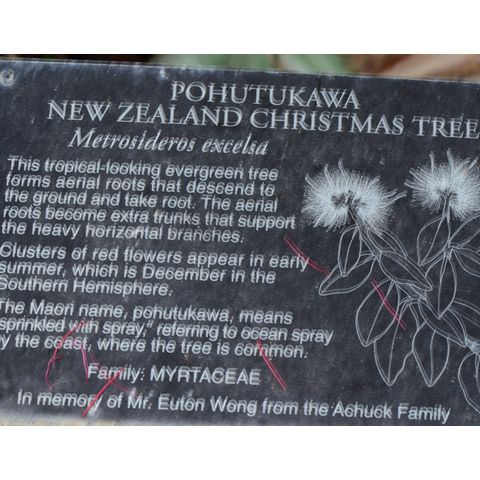 POHUTUKAWA
NEW ZEALAND CHRISTMAS TREE
Metrosideros excelsa
This tropical-looking evergreen tree
forms aerial roots that descend to
the ground and take root. The aerial
roots become extra trunks that support
the heavy horizontal branches.
Clusters of red flowers appear in early
summer, which is December in the
Southern Hemisphere.
The Maori name, pohutukawa, means
sprinkled with spray," referring to ocean spray
by the coast, where the tree is common.
Family: MYRTACEAE
In memory of Mr. Euton Wong from the Achuck Family